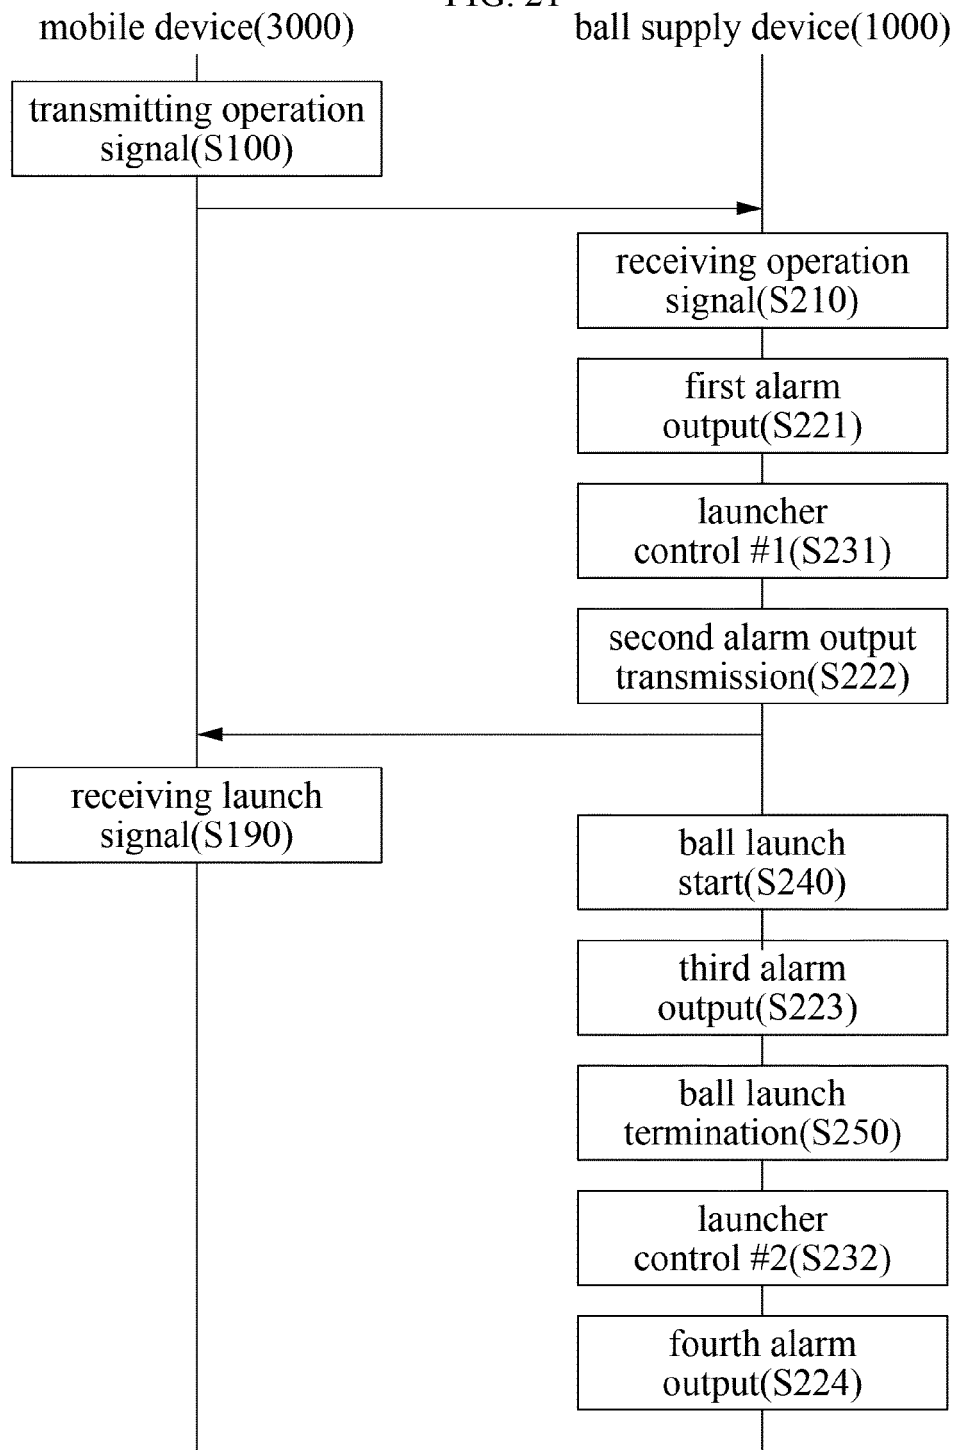 FIG. 21
mobile device(3000)
ball supply device(1000)
transmitting operation
signal(S100)
receiving operation
signal(S210)
first alarm
output(S221)
launcher
control #1(S231)
second alarm output
transmission(S222)
receiving launch
signal(S190)
ball launch
start(S240)
third alarm
output(S223)
ball launch
termination(S250)
launcher
control #2(S232)
fourth alarm
output(S224)